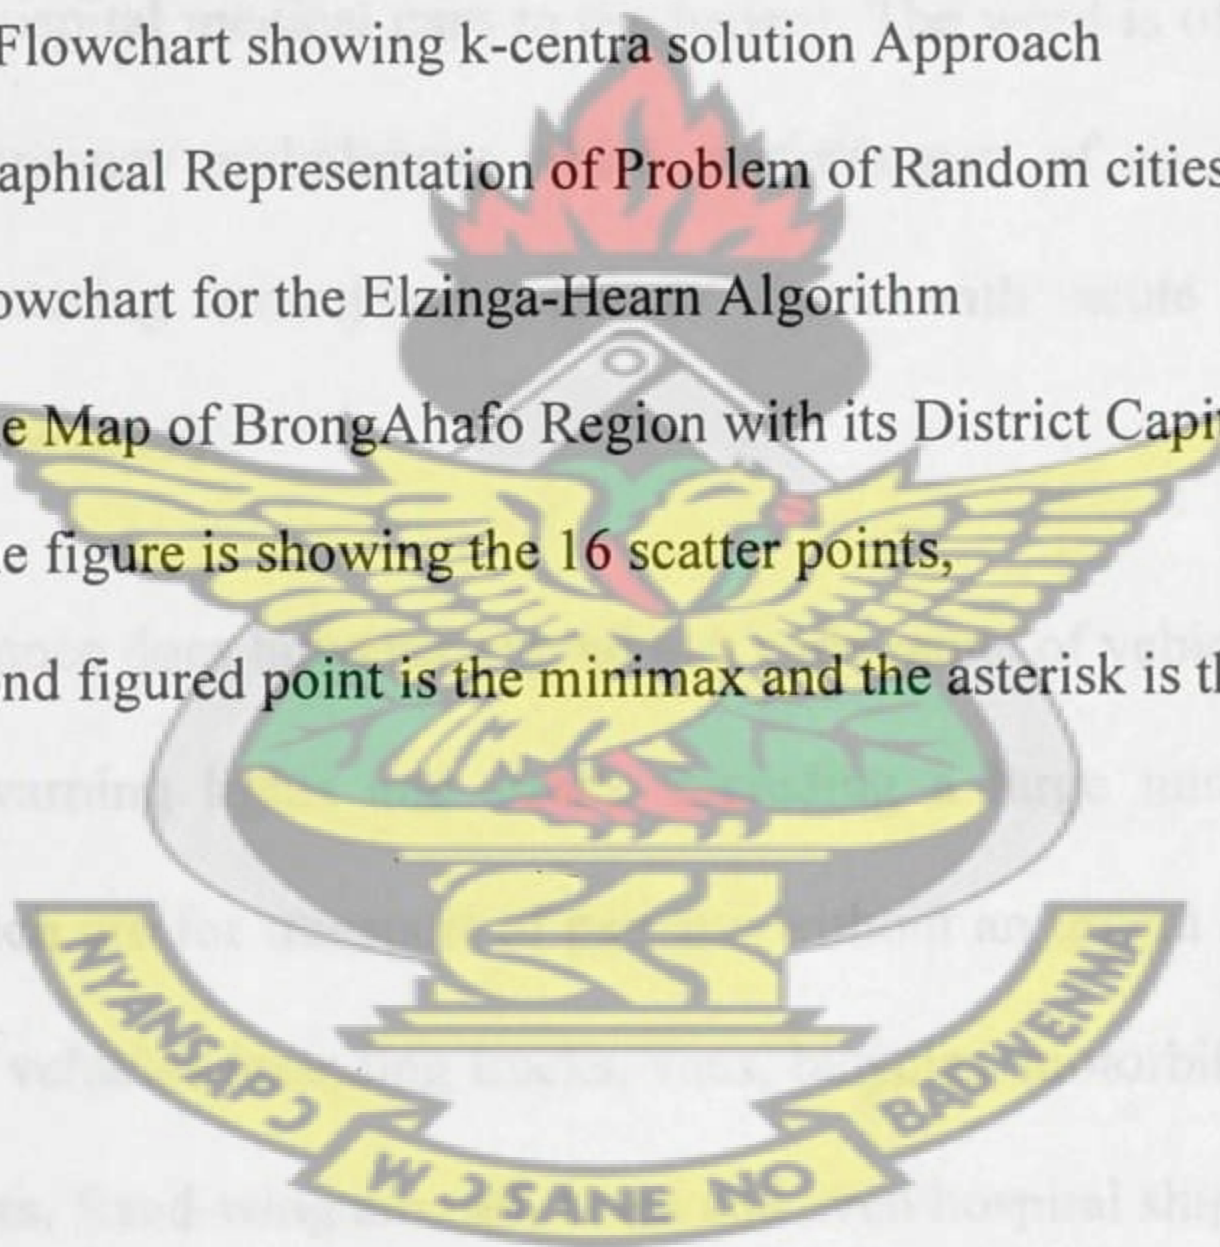 Flowchart showing k-centra solution Approach
aphical Representation of Problem of Random cities
owchart for the Elzinga-Hearn Algorithm
e Map of BrongAhafo Region with its District Capi
e figure is showing the 16 scatter points,
nd figured point is the minimax and the asterisk is th
NYANSAPƆ
WƆSANE NO
BADWENMA